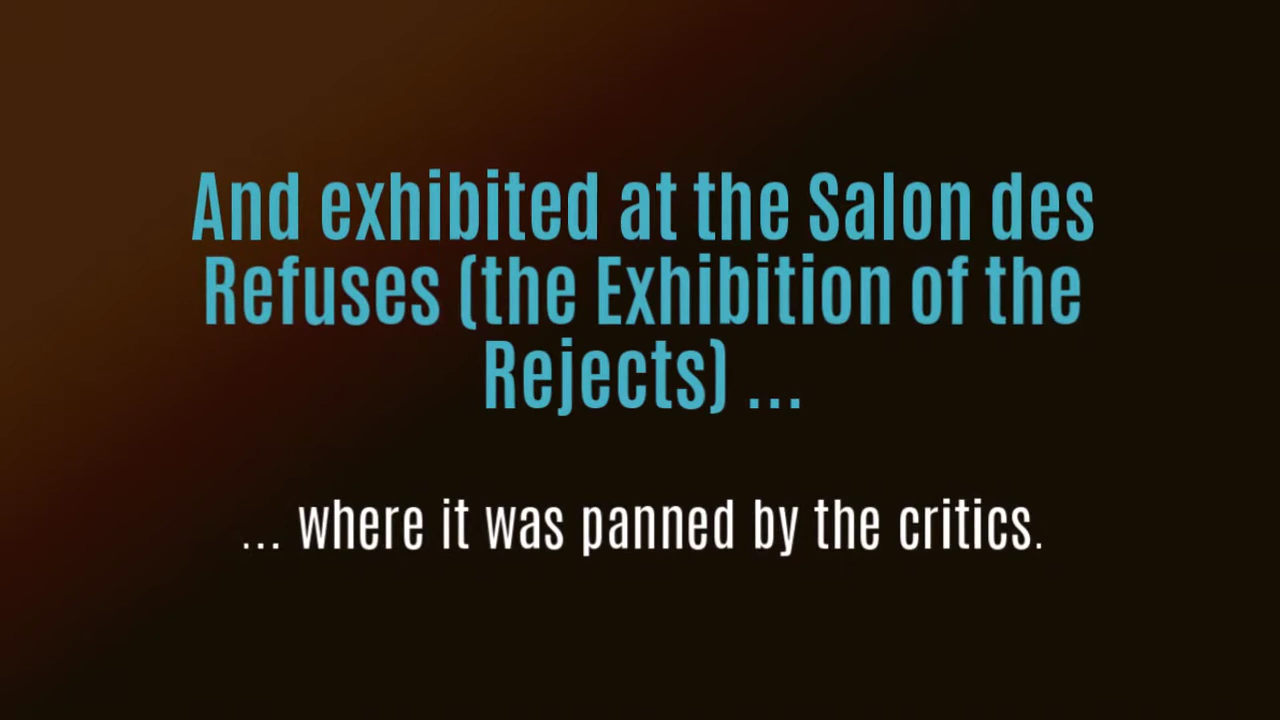 And exhibited at the Salon des
Refuses (the Exhibition of the
Rejects) ...
... where it was panned by the critics.